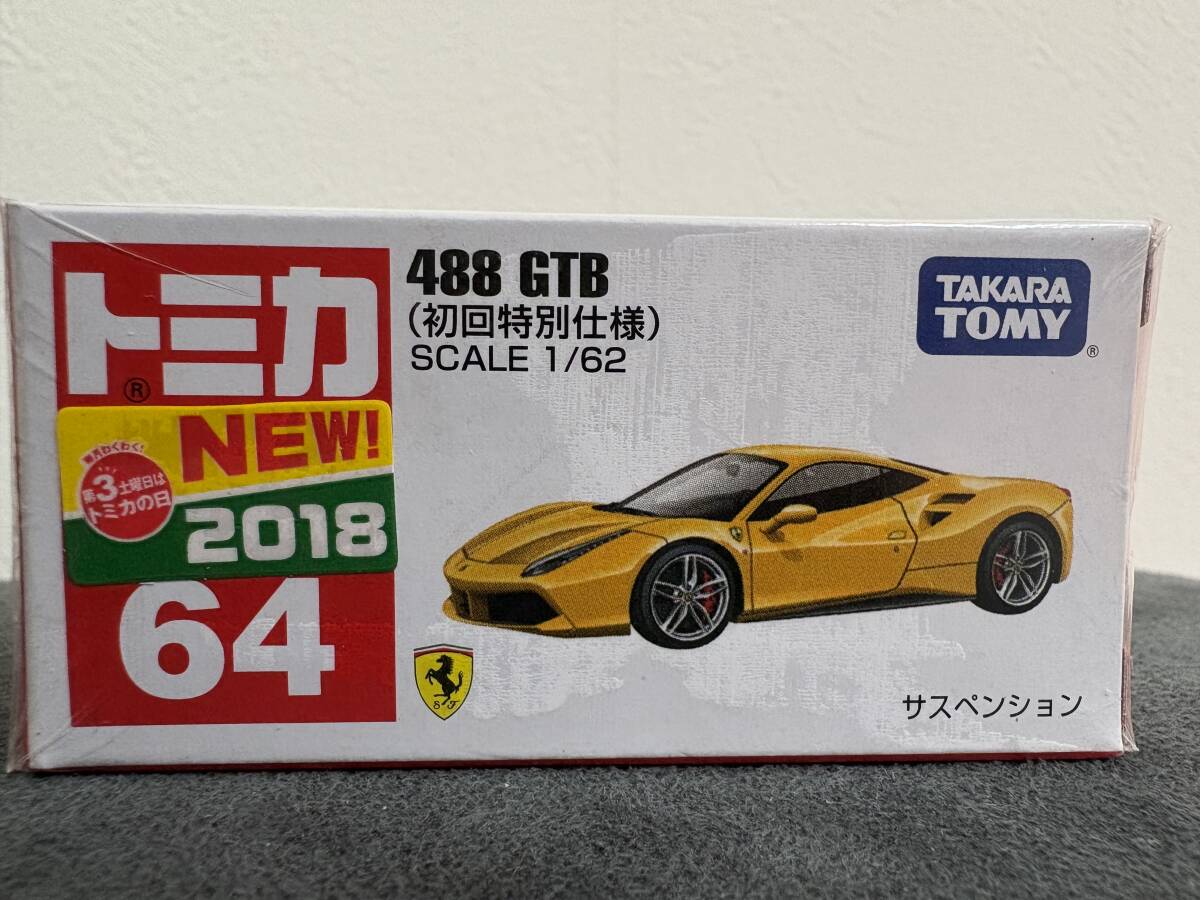 トミカ
®
NEW!
毎月わくわく!
第3土曜日は
トミカの日
2018
64
488 GTB
(初回特別仕様)
SCALE 1/62
TAKARA
TOMY
®
S F
サスペンション